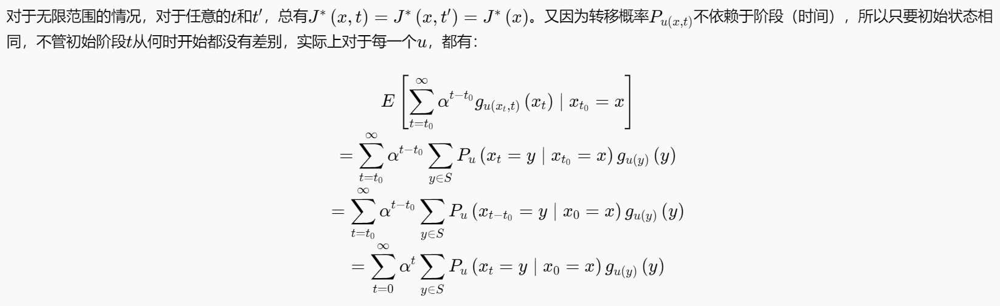 对于无限范围的情况，对于任意的$t$和$t'$，总有$J^*(x,t)=J^*(x,t')=J^*(x)$。又因为转移概率$P_{u(x,t)}$不依赖于阶段（时间），所以只要初始状态相
同，不管初始阶段$t$从何时开始都没有差别，实际上对于每一个$u$，都有：
$E\left[\sum_{t=t_0}^{\infty}\alpha^{t-t_0}g_{u(x_t,t)}(x_t)\mid x_{t_0}=x\right]$
$=\sum_{t=t_0}^{\infty}\alpha^{t-t_0}\sum_{y\in S}P_u(x_t=y\mid x_{t_0}=x)g_{u(y)}(y)$
$=\sum_{t=t_0}^{\infty}\alpha^{t-t_0}\sum_{y\in S}P_u(x_{t-t_0}=y\mid x_0=x)g_{u(y)}(y)$
$=\sum_{t=0}^{\infty}\alpha^{t}\sum_{y\in S}P_u(x_t=y\mid x_0=x)g_{u(y)}(y)$